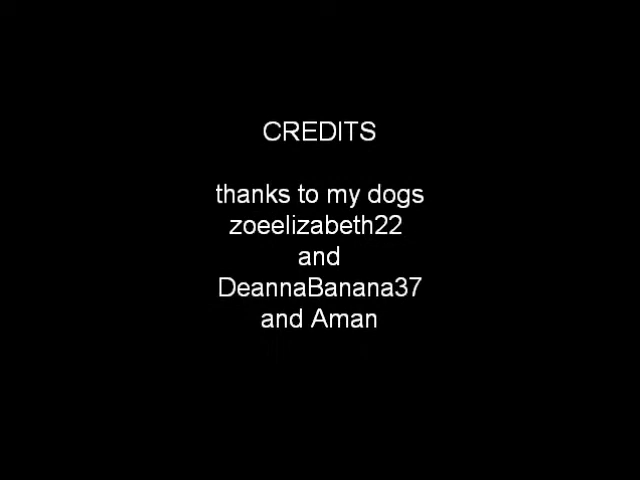 CREDITS
thanks to my dogs
zoeelizabeth22
and
DeannaBanana37
and Aman